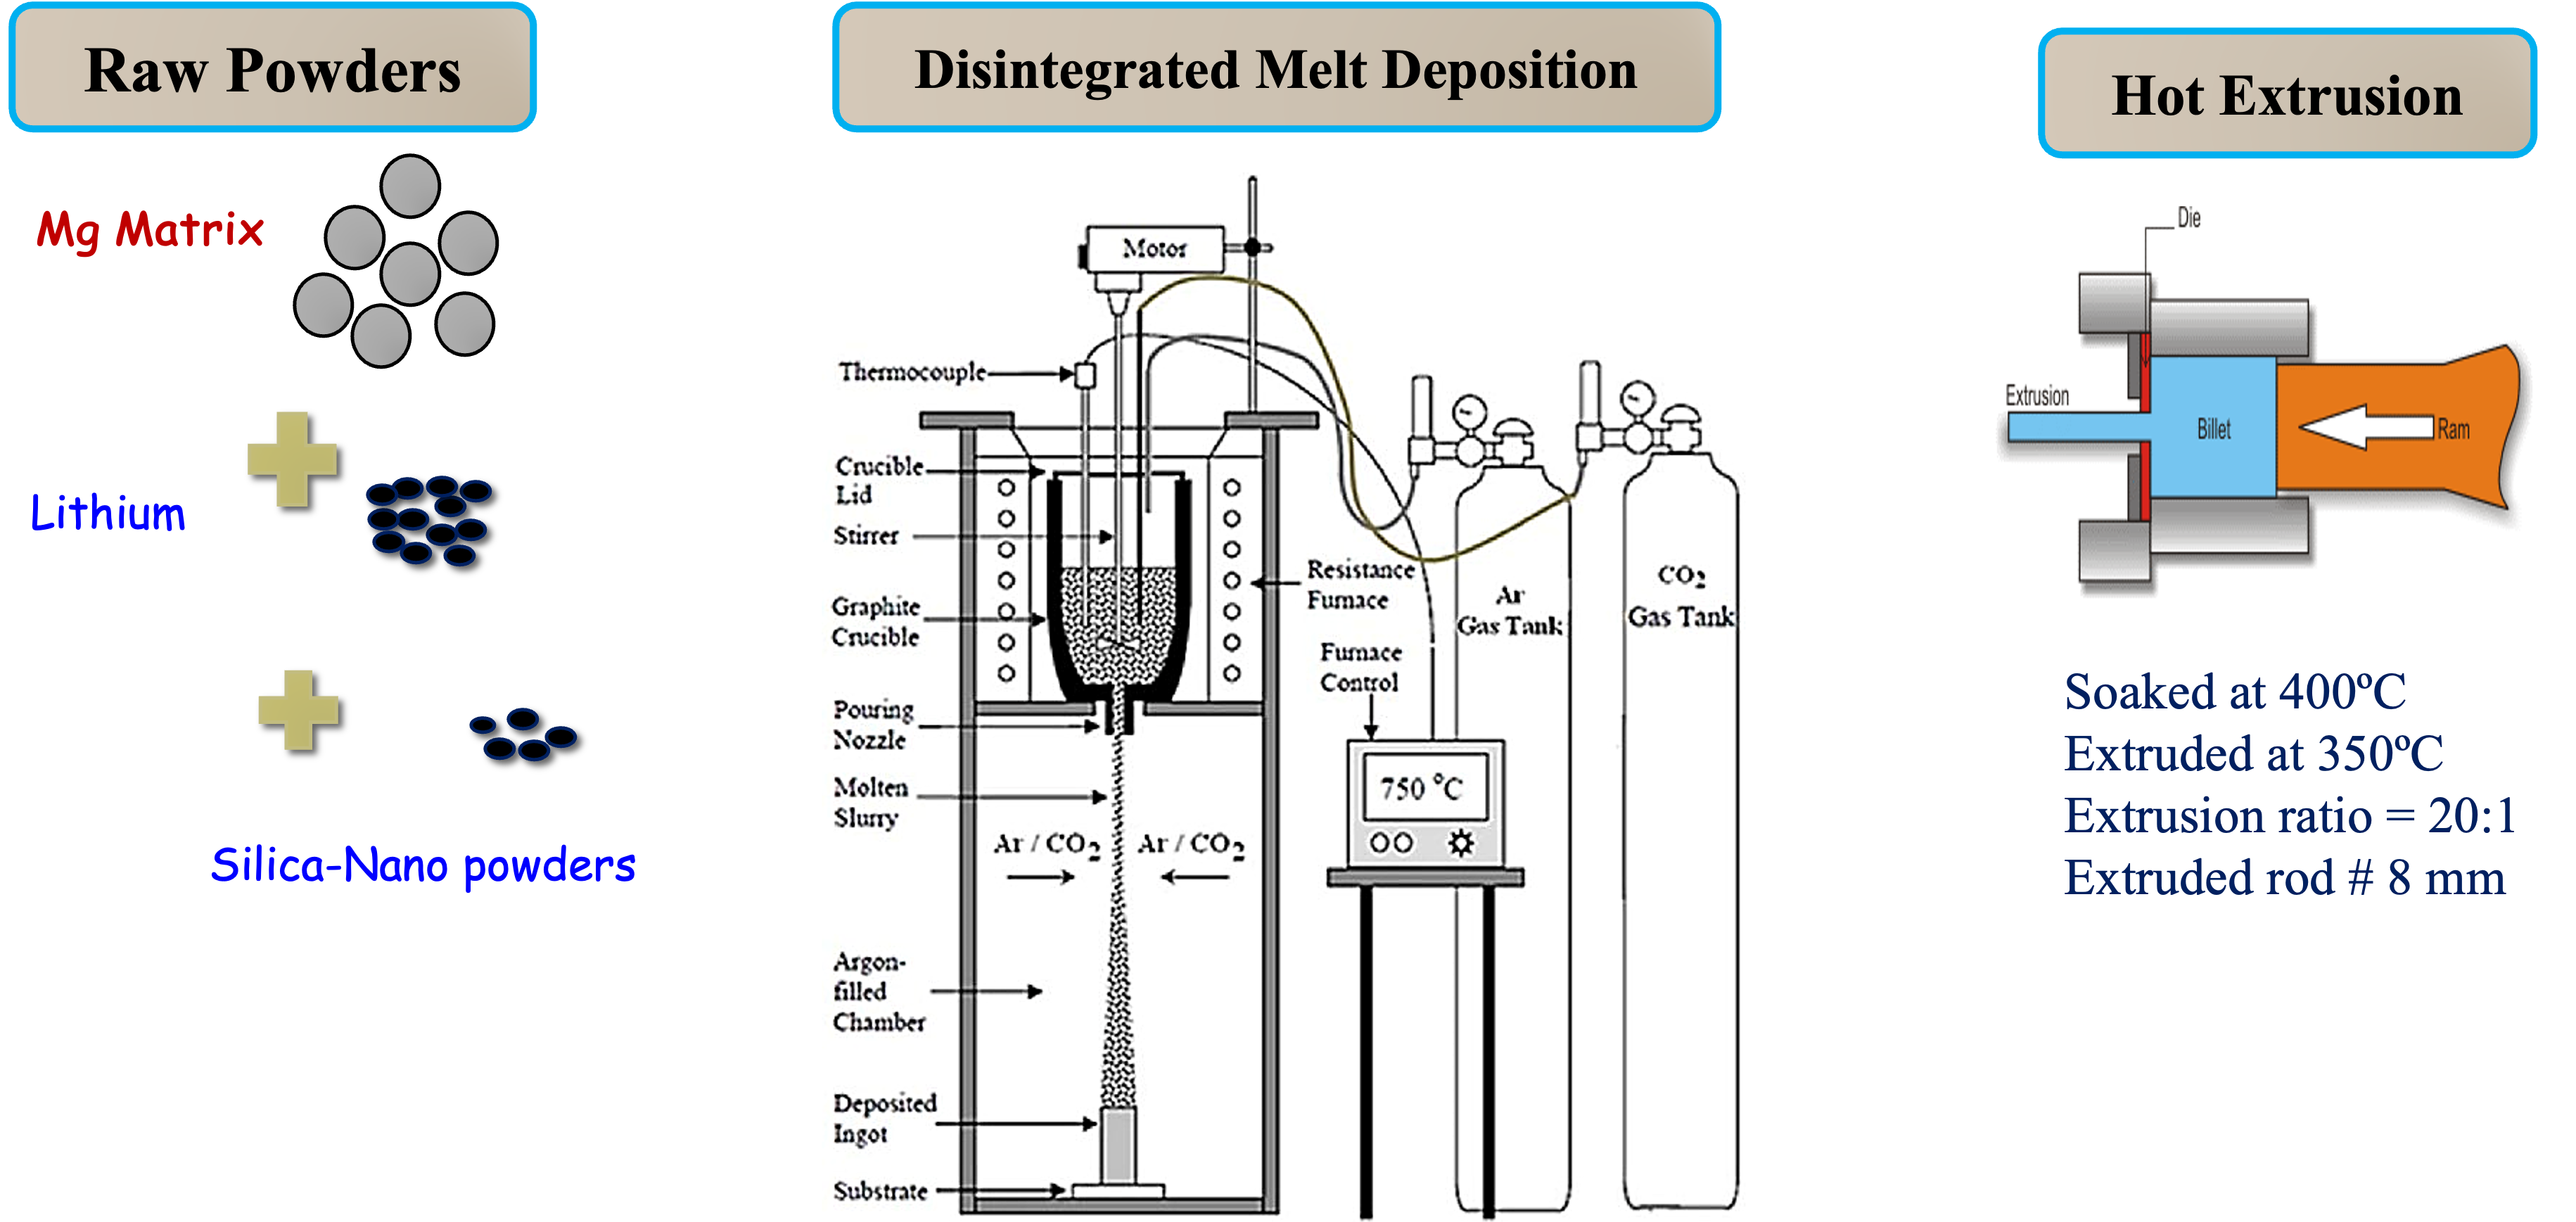 Raw Powders
Mg Matrix
Lithium
Silica-Nano powders
Disintegrated Melt Deposition
Motor
Thermocouple
Crucible
Lid
Stirrer
Graphite
Crucible
Pouring
Nozzle
Molten
Slurry
Ar / CO2 Ar / CO2
Argon-
filled
Chamber
Deposited
Ingot
Substrate
Resistance
Furnace
Furnace
Control
750 °C
Ar
Gas Tank
CO2
Gas Tank
Hot Extrusion
Die
Extrusion
Billet
Ram
Soaked at 400ºC
Extruded at 350ºC
Extrusion ratio = 20:1
Extruded rod # 8 mm